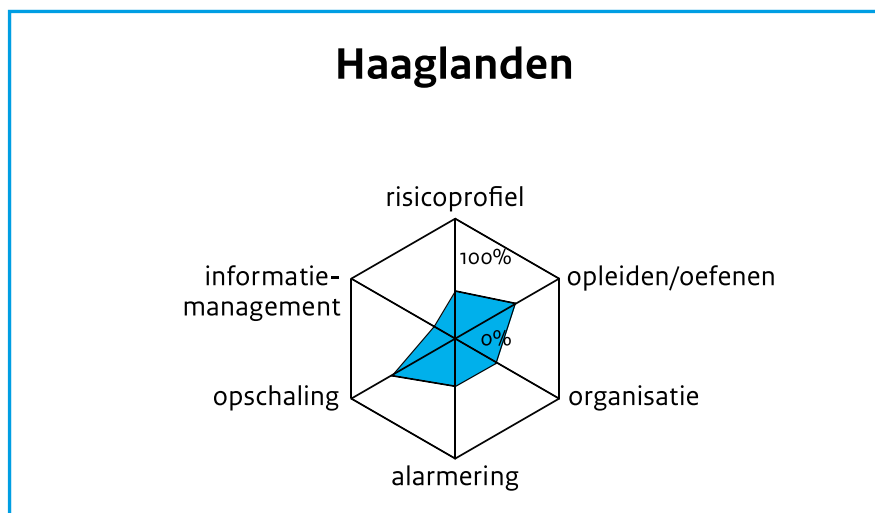 Haaglanden
risicoprofiel
100%
informatie-
management
opleiden/oefenen
0%
opschaling
organisatie
alarmering